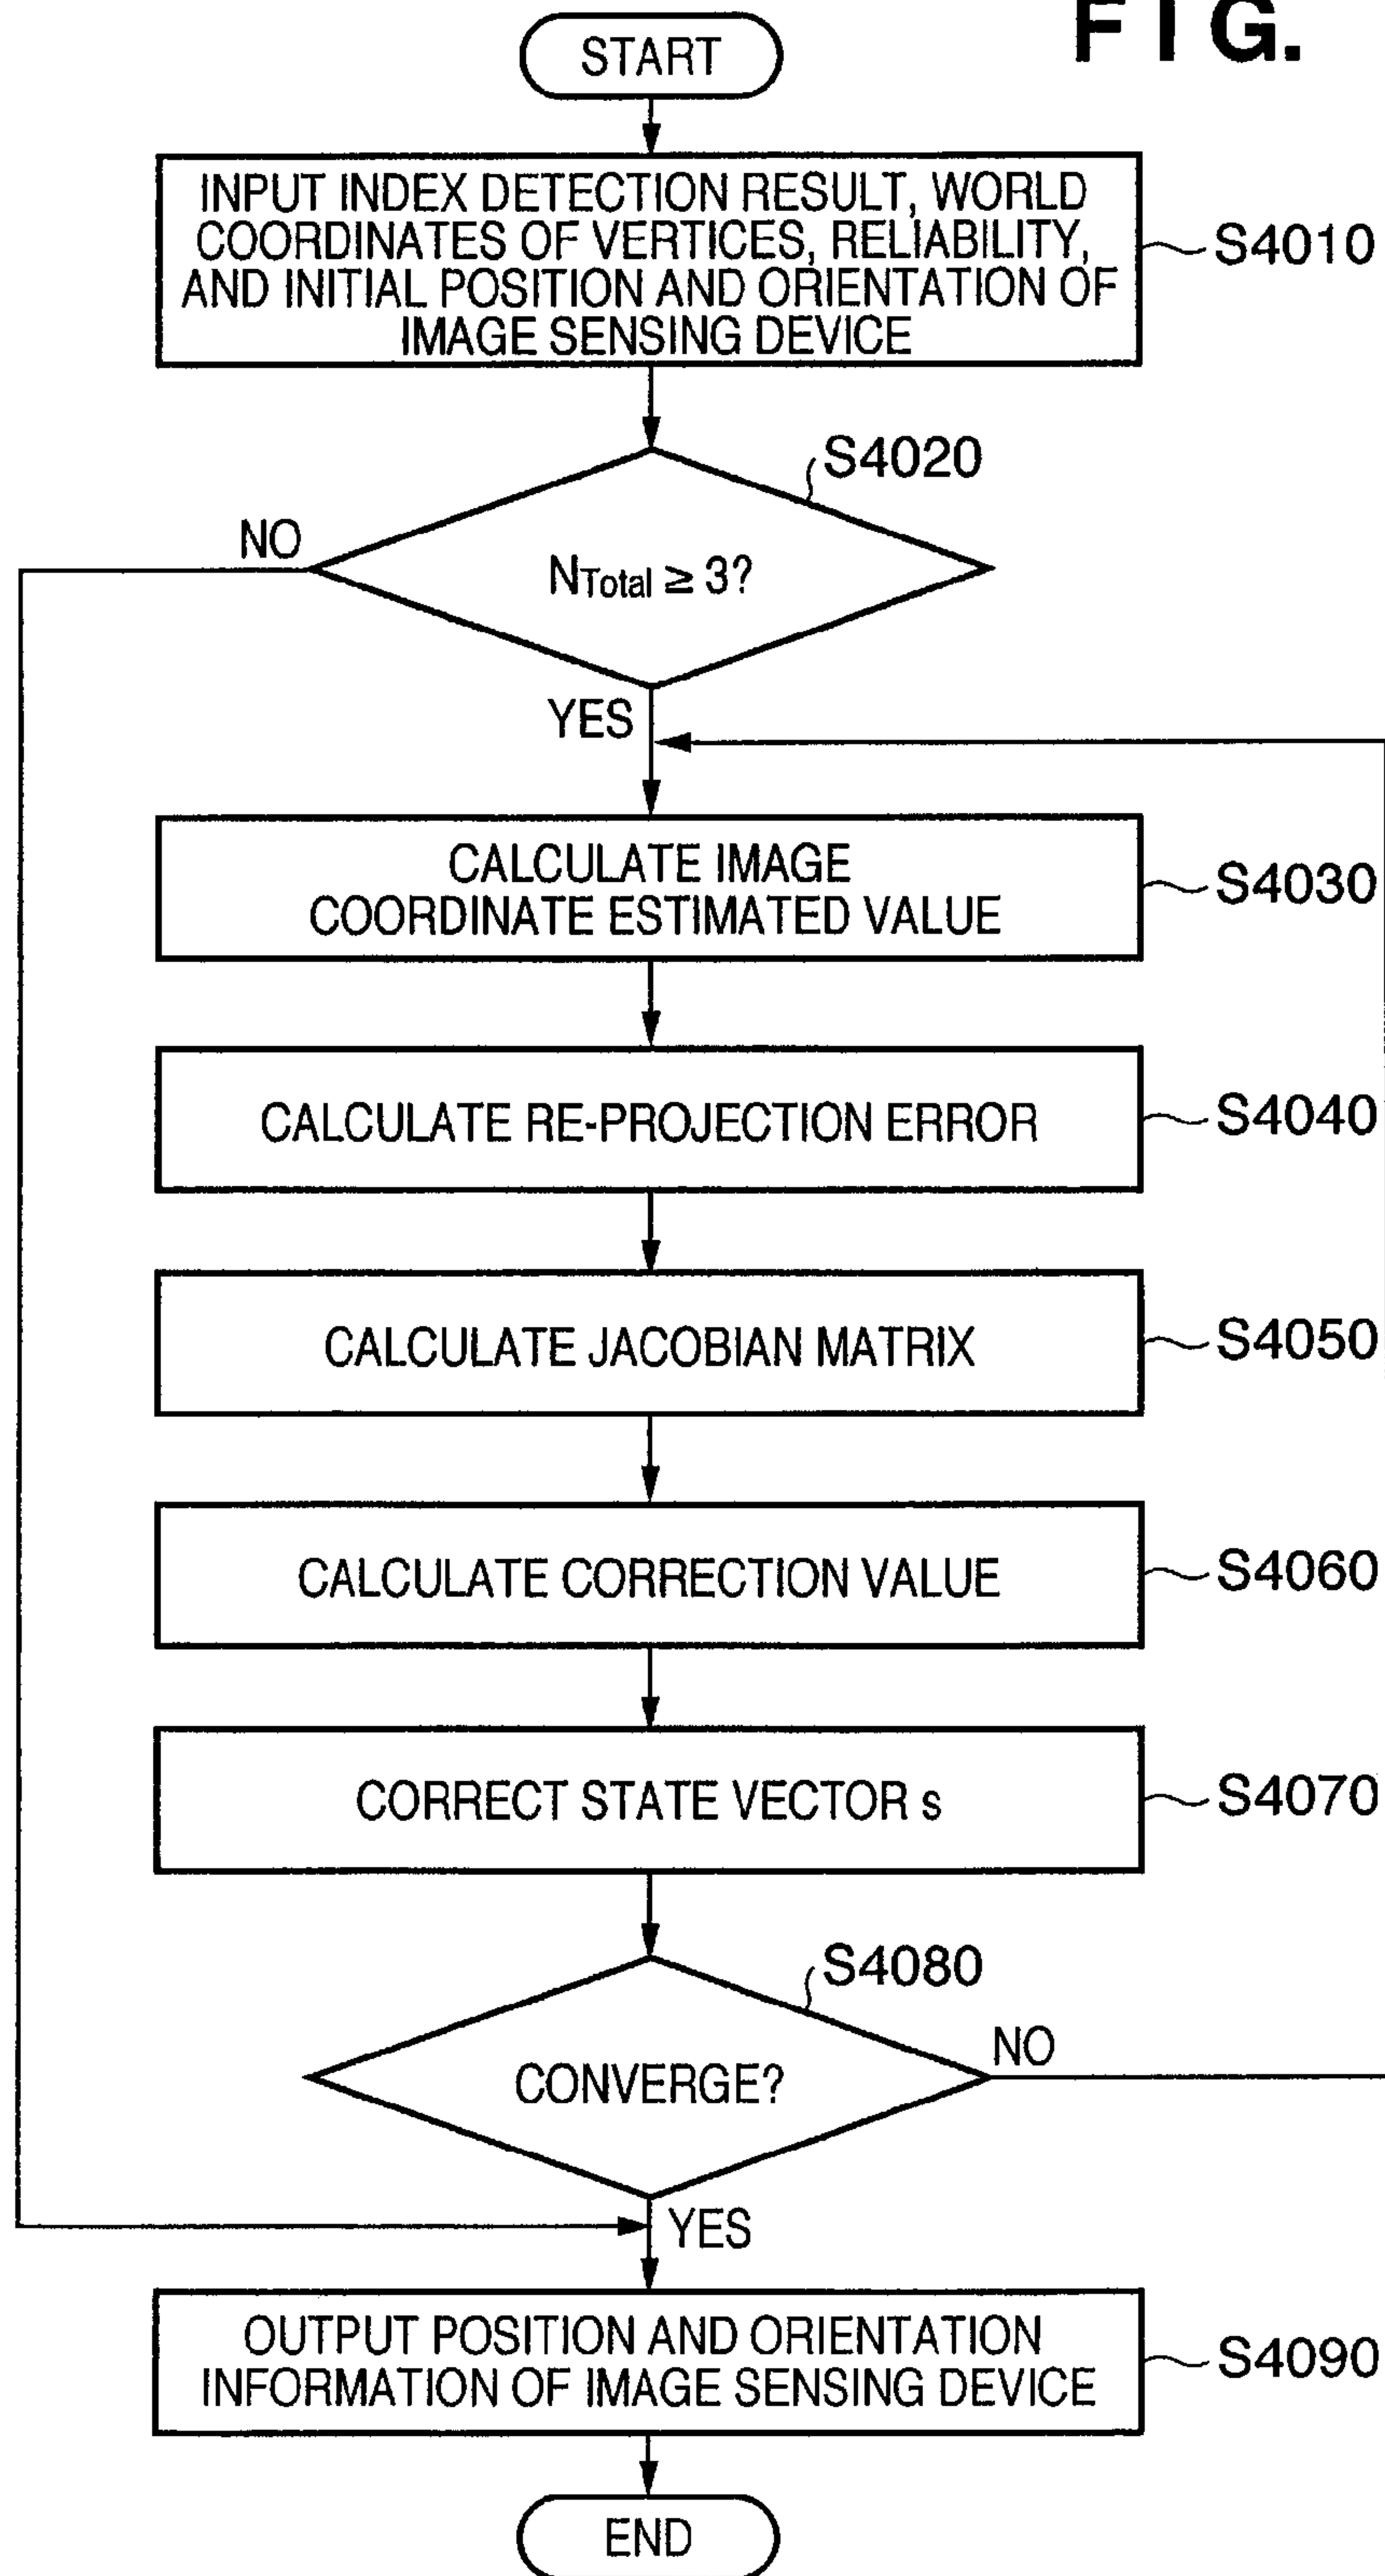 FIG.
START
INPUT INDEX DETECTION RESULT, WORLD
COORDINATES OF VERTICES, RELIABILITY,
AND INITIAL POSITION AND ORIENTATION OF
IMAGE SENSING DEVICE
S4010
S4020
NO
NTotal ≥ 3?
YES
CALCULATE IMAGE
COORDINATE ESTIMATED VALUE
S4030
CALCULATE RE-PROJECTION ERROR
S4040
CALCULATE JACOBIAN MATRIX
S4050
CALCULATE CORRECTION VALUE
S4060
CORRECT STATE VECTOR s
S4070
S4080
CONVERGE?
NO
YES
OUTPUT POSITION AND ORIENTATION
INFORMATION OF IMAGE SENSING DEVICE
S4090
END